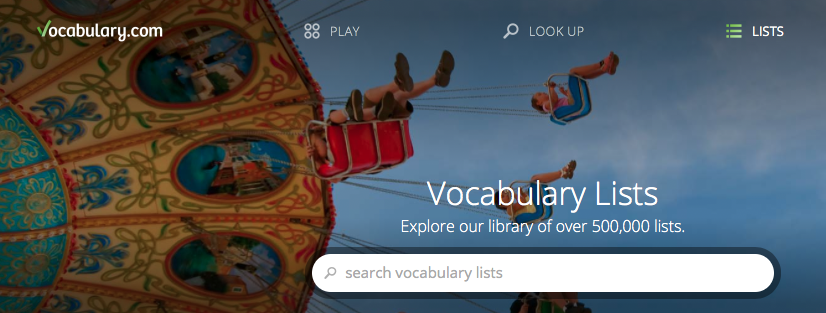 Vocabulary.com
PLAY
LOOK UP
LISTS
Vocabulary Lists
Explore our library of over 500,000 lists.
search vocabulary lists